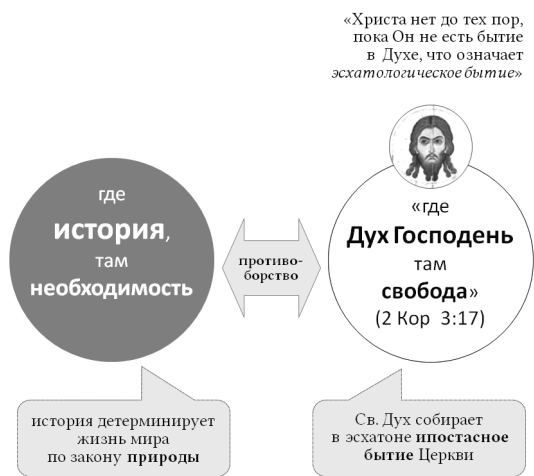 «Христа нет до тех пор,
пока Он не есть бытие
в Духе, что означает
эсхатологическое бытие»
где
история,
там
необходимость
противо-
борство
«где
Дух Господень
там
свобода»
(2 Кор 3:17)
история детерминирует
жизнь мира
по закону природы
Св. Дух собирает
в эсхатоне ипостасное
бытие Церкви